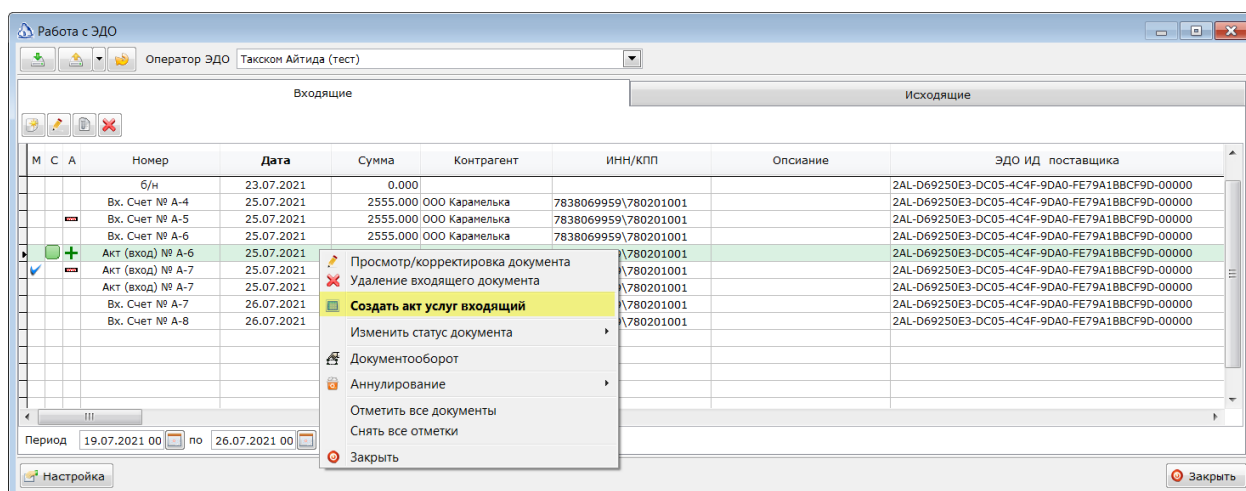 Работа с ЭДО
Оператор ЭДО Такском Айтида (тест)
Входящие Исходящие
М С А Номер Дата Сумма Контрагент ИНН/КПП Опсиание ЭДО ИД поставщика
б/н 23.07.2021 0.000 2AL-D69250E3-DC05-4C4F-9DA0-FE79A1BBCF9D-00000
Вх. Счет № А-4 25.07.2021 2555.000 ООО Карамелька 7838069959\780201001 2AL-D69250E3-DC05-4C4F-9DA0-FE79A1BBCF9D-00000
Вх. Счет № А-5 25.07.2021 2555.000 ООО Карамелька 7838069959\780201001 2AL-D69250E3-DC05-4C4F-9DA0-FE79A1BBCF9D-00000
Вх. Счет № А-6 25.07.2021 2555.000 ООО Карамелька 7838069959\780201001 2AL-D69250E3-DC05-4C4F-9DA0-FE79A1BBCF9D-00000
Акт (вход) № А-6 25.07.2021 \780201001 2AL-D69250E3-DC05-4C4F-9DA0-FE79A1BBCF9D-00000
Акт (вход) № А-7 25.07.2021 \780201001 2AL-D69250E3-DC05-4C4F-9DA0-FE79A1BBCF9D-00000
Акт (вход) № А-7 25.07.2021 \780201001 2AL-D69250E3-DC05-4C4F-9DA0-FE79A1BBCF9D-00000
Вх. Счет № А-7 26.07.2021 \780201001 2AL-D69250E3-DC05-4C4F-9DA0-FE79A1BBCF9D-00000
Вх. Счет № А-8 26.07.2021 \780201001 2AL-D69250E3-DC05-4C4F-9DA0-FE79A1BBCF9D-00000
Просмотр/корректировка документа
Удаление входящего документа
Создать акт услуг входящий
Изменить статус документа
Документооборот
Аннулирование
Отметить все документы
Снять все отметки
Закрыть
Период 19.07.2021 00 по 26.07.2021 00
Настройка Закрыть